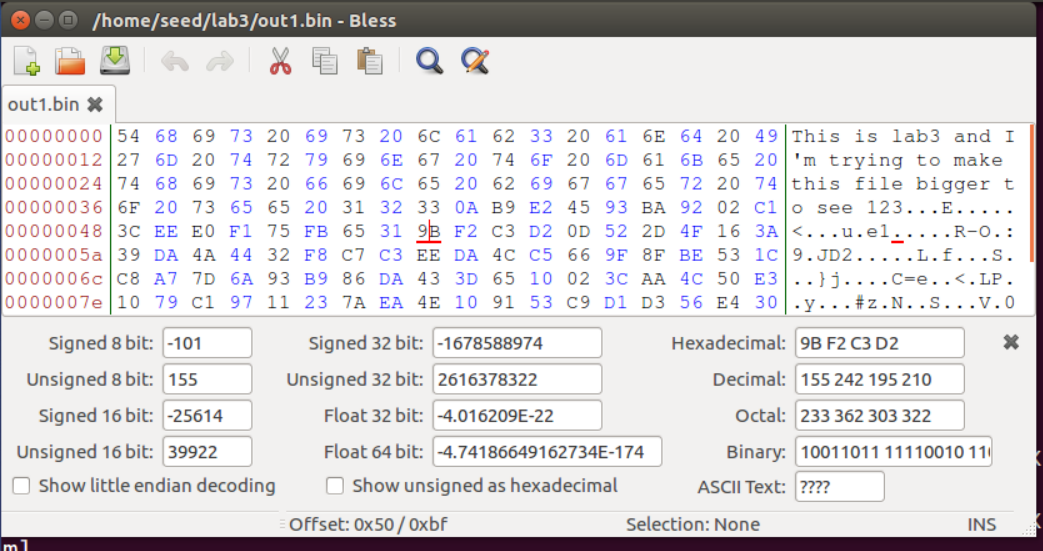 /home/seed/lab3/out1.bin - Bless
out1.bin
00000000 54 68 69 73 20 69 73 20 6C 61 62 33 20 61 6E 64 20 49 This is lab3 and I
00000012 27 6D 20 74 72 79 69 6E 67 20 74 6F 20 6D 61 6B 65 20 'm trying to make
00000024 74 68 69 73 20 66 69 6C 65 20 62 69 67 67 65 72 20 74 this file bigger t
00000036 6F 20 73 65 65 20 31 32 33 0A B9 E2 45 93 BA 92 02 C1 o see 123...E.....
00000048 3C EE E0 F1 75 FB 65 31 9B F2 C3 D2 0D 52 2D 4F 16 3A <...u.e1.....R-O.:
0000005a 39 DA 4A 44 32 F8 C7 C3 EE DA 4C C5 66 9F 8F BE 53 1C 9.JD2.....L.f...S.
0000006c C8 A7 7D 6A 93 B9 86 DA 43 3D 65 10 02 3C AA 4C 50 E3 ..}j....C=e..<.LP.
0000007e 10 79 C1 97 11 23 7A EA 4E 10 91 53 C9 D1 D3 56 E4 30 .y...#z.N..S...V.0
Signed 8 bit: -101 Signed 32 bit: -1678588974 Hexadecimal: 9B F2 C3 D2
Unsigned 8 bit: 155 Unsigned 32 bit: 2616378322 Decimal: 155 242 195 210
Signed 16 bit: -25614 Float 32 bit: -4.016209E-22 Octal: 233 362 303 322
Unsigned 16 bit: 39922 Float 64 bit: -4.74186649162734E-174 Binary: 10011011 11110010 110
Show little endian decoding Show unsigned as hexadecimal ASCII Text: ????
Offset: 0x50 / 0xbf Selection: None INS
m]